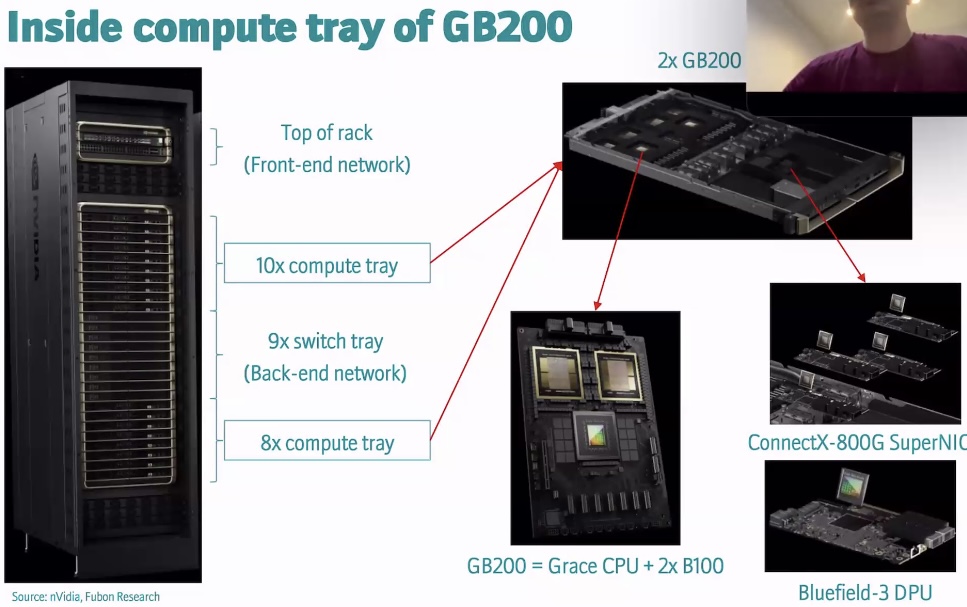 Inside compute tray of GB200
2x GB200
Top of rack
(Front-end network)
10x compute tray
9x switch tray
(Back-end network)
8x compute tray
NVIDIA
GB200 = Grace CPU + 2x B100
ConnectX-800G SuperNIC
Bluefield-3 DPU
Source: nVidia, Fubon Research